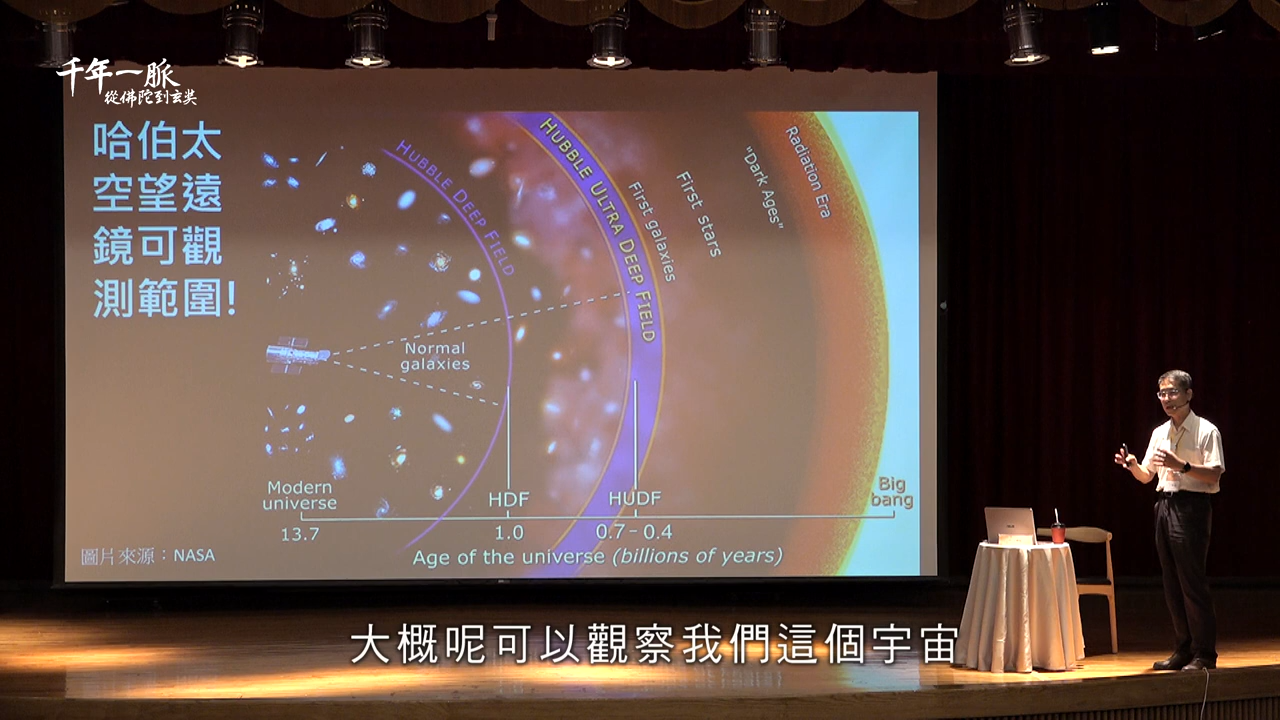 千年一脈
從佛陀到玄奘
哈伯太
空望遠
鏡可觀
測範圍!
HUBBLE DEEP FIELD
HUBBLE ULTRA DEEP FIELD
First galaxies
First stars
"Dark Ages"
Radiation Era
Normal
galaxies
Modern
universe
HDF
HUDF
Big
bang
13.7
1.0
0.7 - 0.4
Age of the universe (billions of years)
圖片來源：NASA
大概呢可以觀察我們這個宇宙